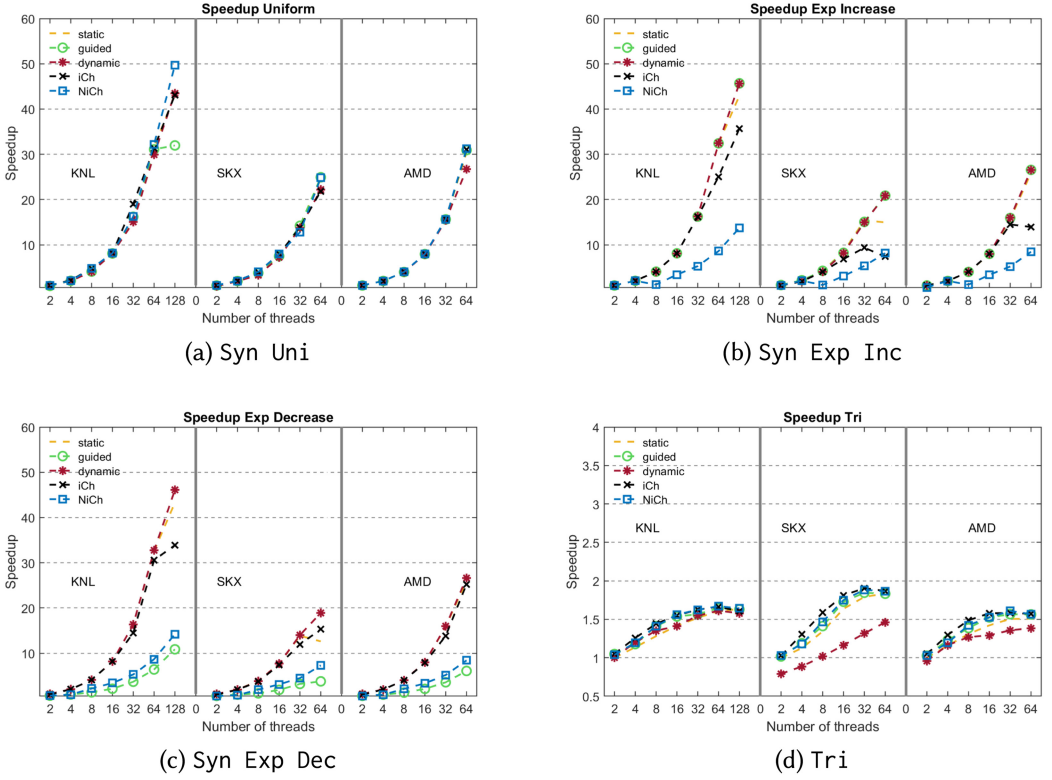 Speedup Uniform
60
50
40
30
20
10
Speedup
static
guided
dynamic
iCh
NiCh
KNL
SKX
AMD
2 4 8 16 32 64 128 0 2 4 8 16 32 64 0 2 4 8 16 32 64
Number of threads
(a) Syn Uni
Speedup Exp Increase
60
50
40
30
20
10
Speedup
static
guided
dynamic
iCh
NiCh
KNL
SKX
AMD
2 4 8 16 32 64 128 0 2 4 8 16 32 64 0 2 4 8 16 32 64
Number of threads
(b) Syn Exp Inc
Speedup Exp Decrease
60
50
40
30
20
10
Speedup
static
guided
dynamic
iCh
NiCh
KNL
SKX
AMD
2 4 8 16 32 64 128 0 2 4 8 16 32 64 0 2 4 8 16 32 64
Number of threads
(c) Syn Exp Dec
Speedup Tri
4
3.5
3
2.5
2
1.5
1
0.5
Speedup
static
guided
dynamic
iCh
NiCh
KNL
SKX
AMD
2 4 8 16 32 64 128 0 2 4 8 16 32 64 0 2 4 8 16 32 64
Number of threads
(d) Tri